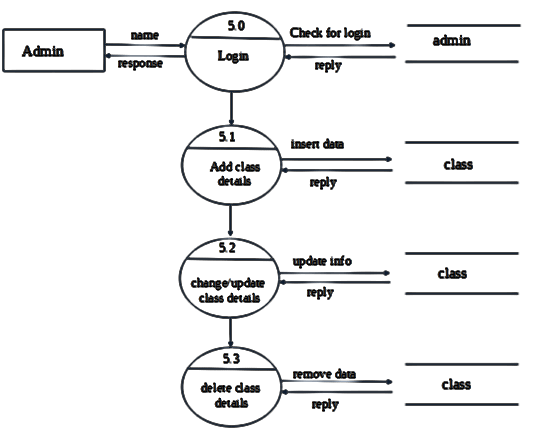 5.0
name
Check for login
Admin
Login
admin
response
reply
5.1
insert data
Add class
details
class
reply
5.2
update info
change/update
class details
class
reply
5.3
remove data
delete class
details
class
reply